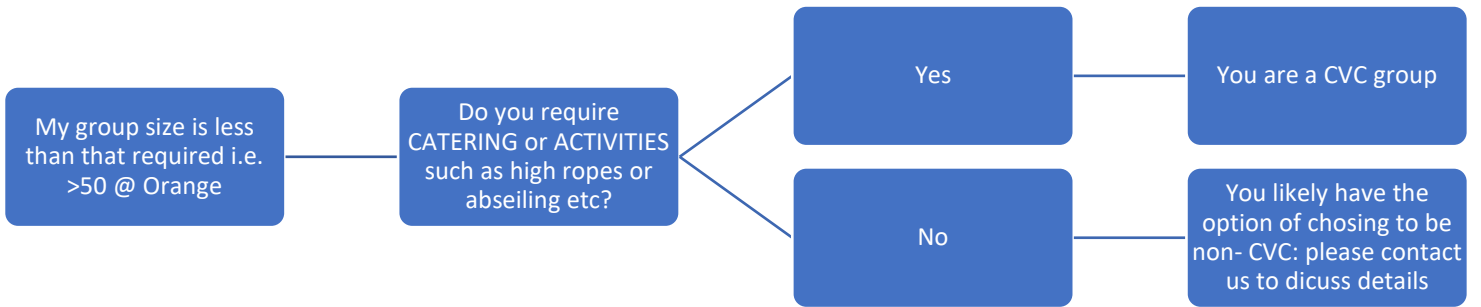 My group size is less
than that required i.e.
>50 @ Orange
Do you require
CATERING or ACTIVITIES
such as high ropes or
abseiling etc?
Yes
You are a CVC group
No
You likely have the
option of chosing to be
non- CVC: please contact
us to dicuss details